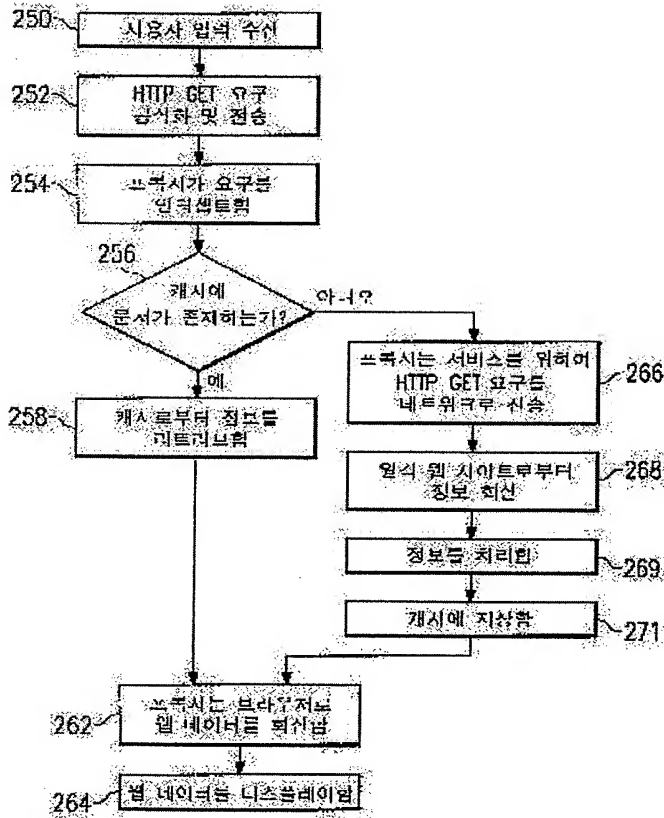 250
사용자 입력 수신
252
HTTP GET 요구
공식화 및 전송
254
프록시가 요구를
인터셉트함
256
캐시에
문서가 존재하는가?
아니오
예
258
캐시로부터 정보를
리트리브함
프록시는 서비스를 위하여
HTTP GET 요구를
네트워크로 전송
266
원격 웹 사이트로부터
정보 회신
268
정보를 처리함
269
캐시에 저장함
271
262
프록시는 브라우저로
웹 데이터를 회신함
264
웹 데이터를 디스플레이함